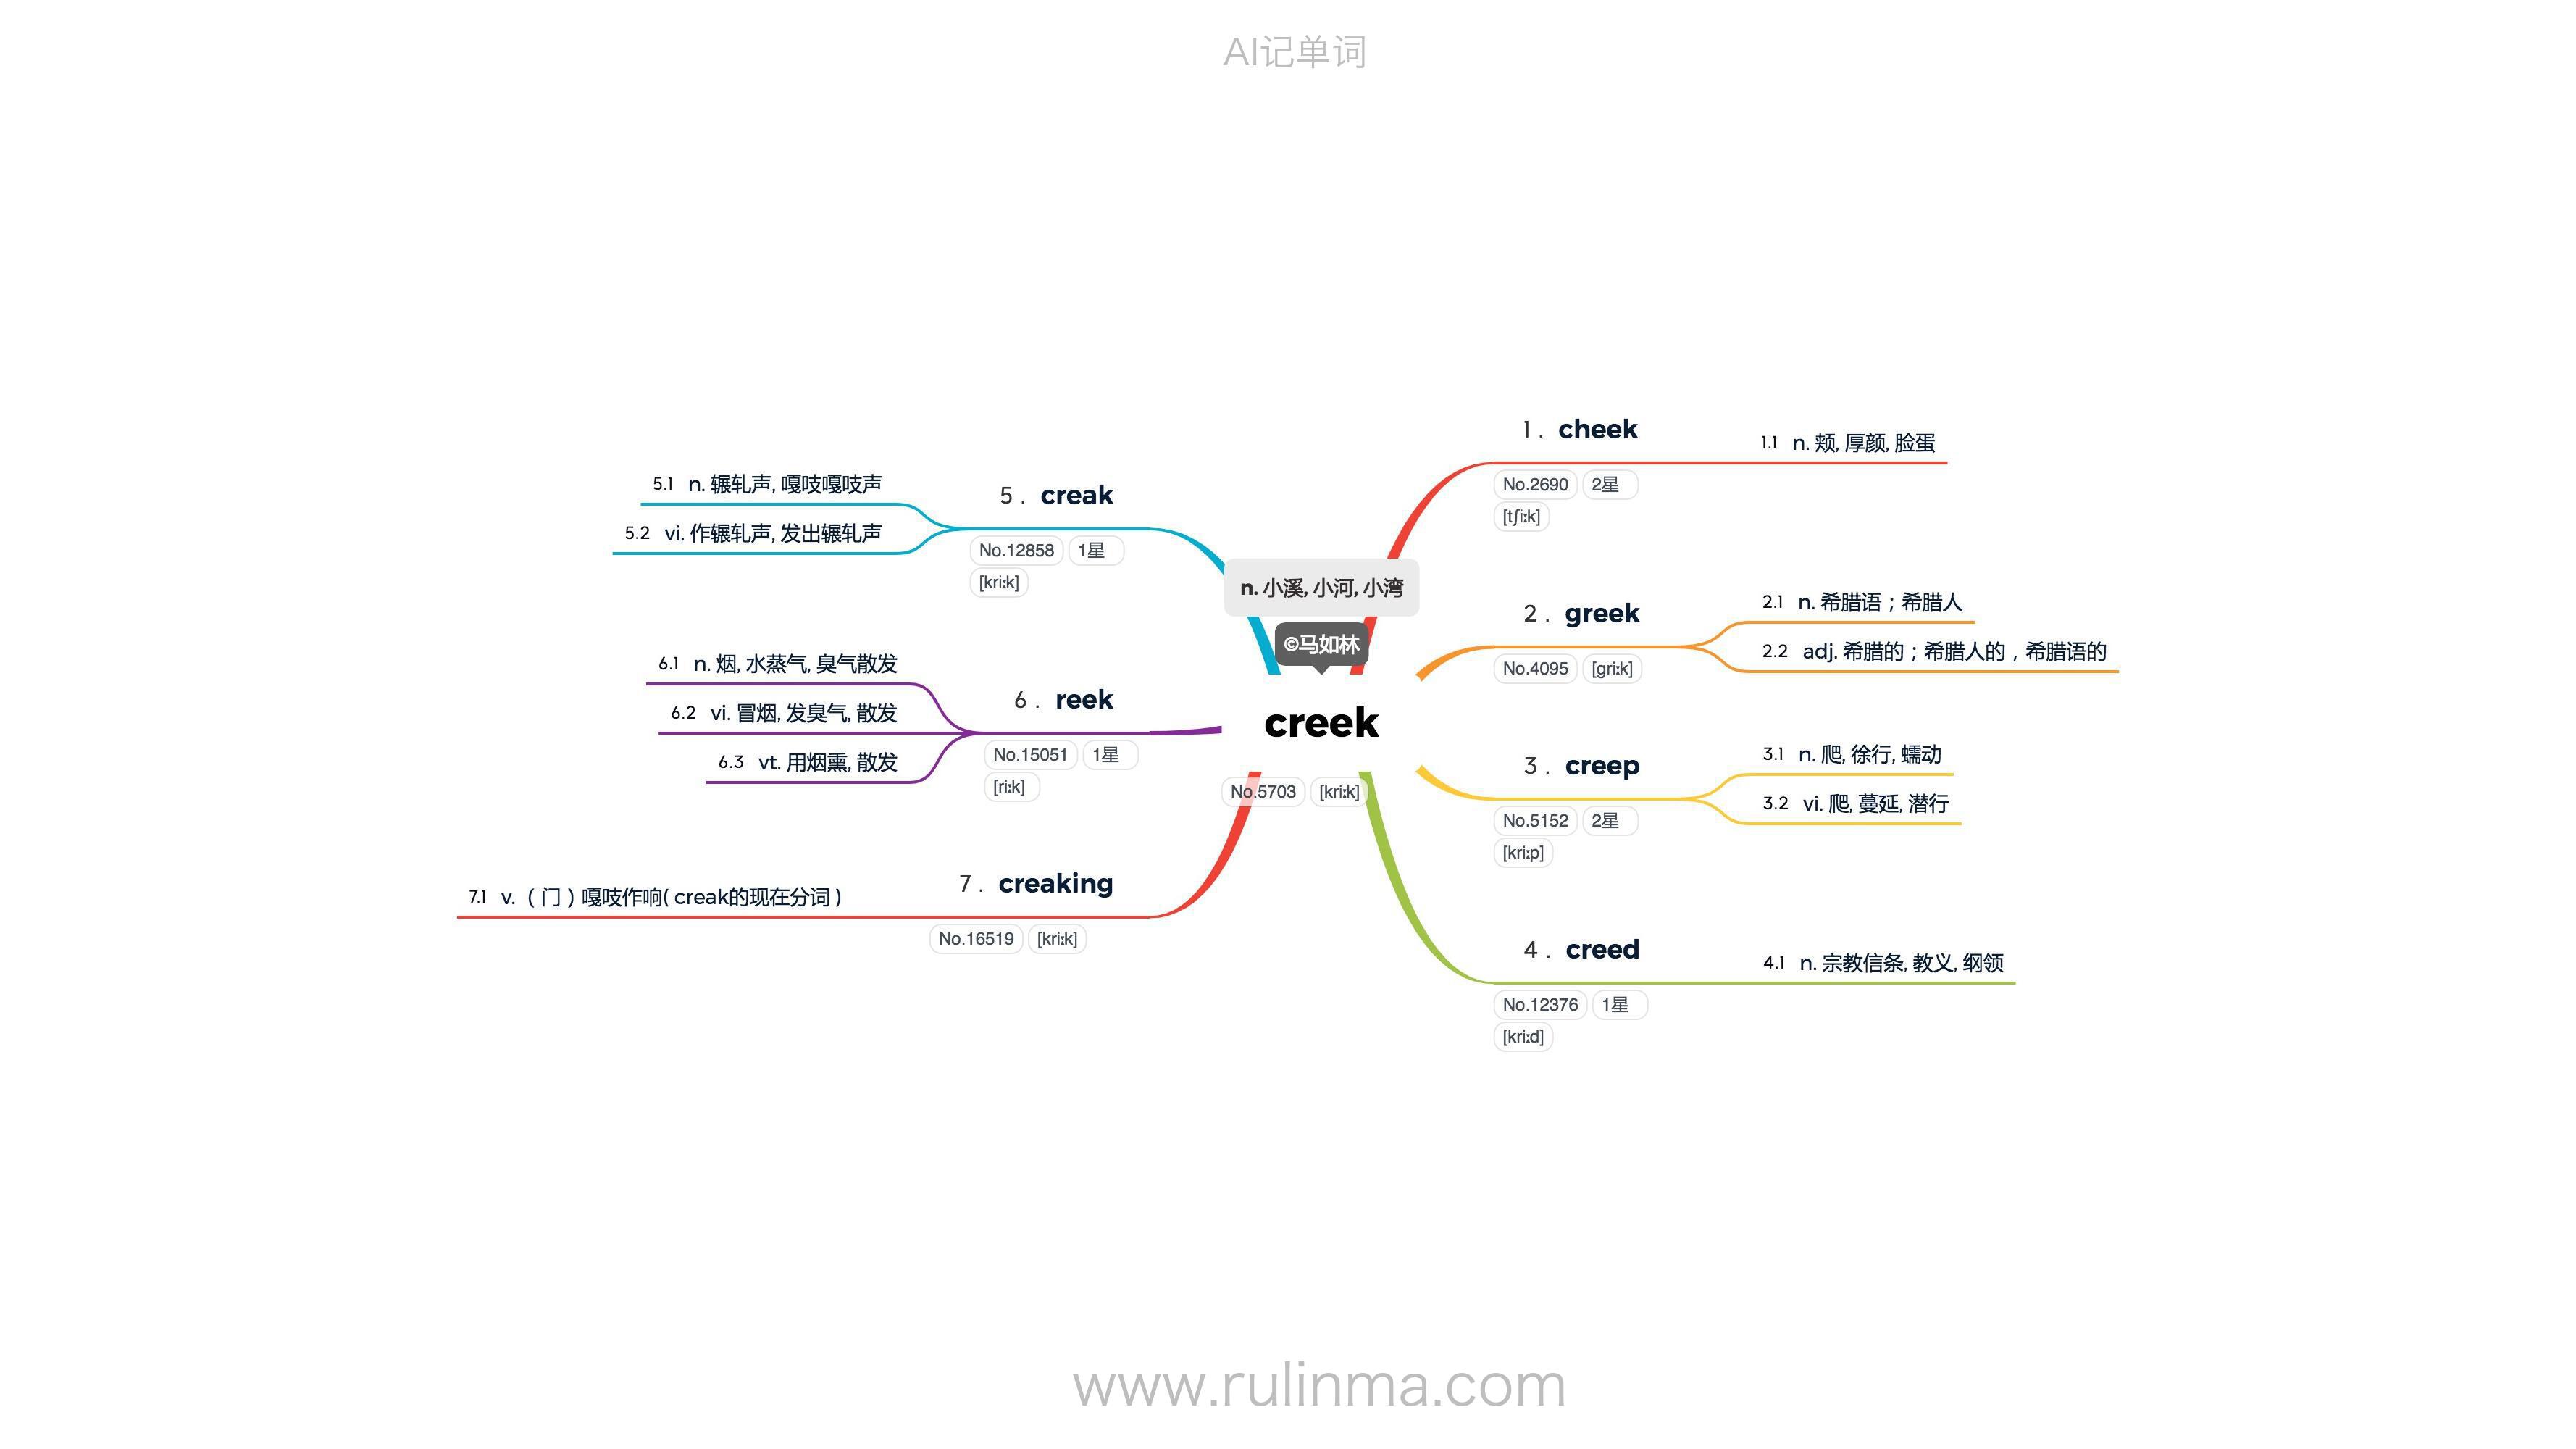 AI记单词
n. 小溪, 小河, 小湾
©马如林
creek
No.5703 [kriːk]
1 . cheek
No.2690 2星
[tʃiːk]
1.1 n. 颊, 厚颜, 脸蛋
2 . greek
No.4095 [griːk]
2.1 n. 希腊语；希腊人
2.2 adj. 希腊的；希腊人的，希腊语的
3 . creep
No.5152 2星
[kriːp]
3.1 n. 爬, 徐行, 蠕动
3.2 vi. 爬, 蔓延, 潜行
4 . creed
No.12376 1星
[kriːd]
4.1 n. 宗教信条, 教义, 纲领
5 . creak
No.12858 1星
[kriːk]
5.1 n. 辗轧声, 嘎吱嘎吱声
5.2 vi. 作辗轧声, 发出辗轧声
6 . reek
No.15051 1星
[riːk]
6.1 n. 烟, 水蒸气, 臭气散发
6.2 vi. 冒烟, 发臭气, 散发
6.3 vt. 用烟熏, 散发
7 . creaking
No.16519 [kriːk]
7.1 v.（门）嘎吱作响( creak的现在分词 )
www.rulinma.com